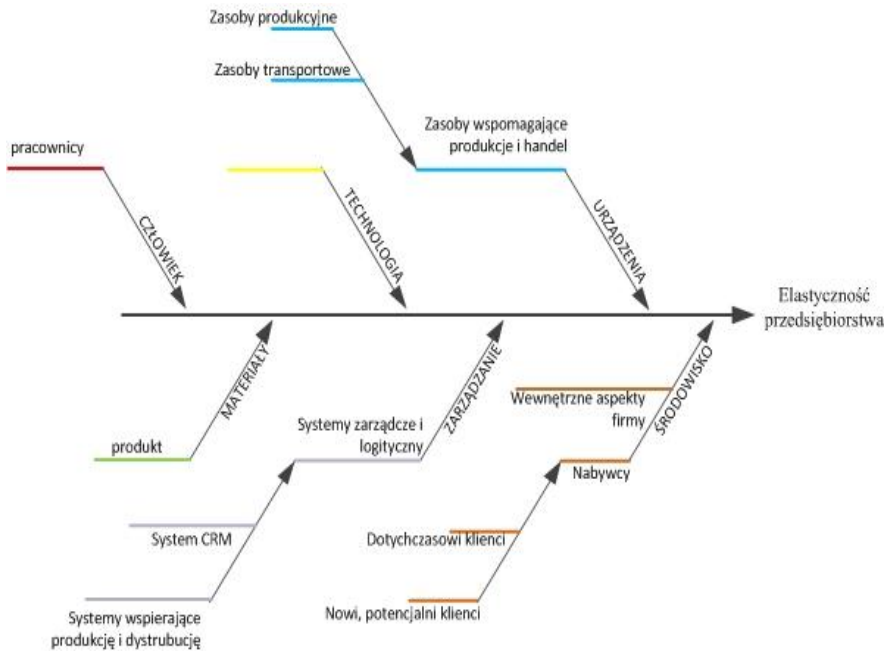 Zasoby produkcyjne
Zasoby transportowe
Zasoby wspomagające
produkcje i handel
pracownicy
CZŁOWIEK
TECHNOLOGIA
URZĄDZENIA
Elastyczność
przedsiębiorstwa
MATERIAŁY
ZARZĄDZANIE
ŚRODOWISKO
Wewnętrzne aspekty
firmy
Systemy zarządcze i
logityczny
produkt
Nabywcy
System CRM
Dotychczasowi klienci
Nowi, potencjalni klienci
Systemy wspierające
produkcję i dystrubucję